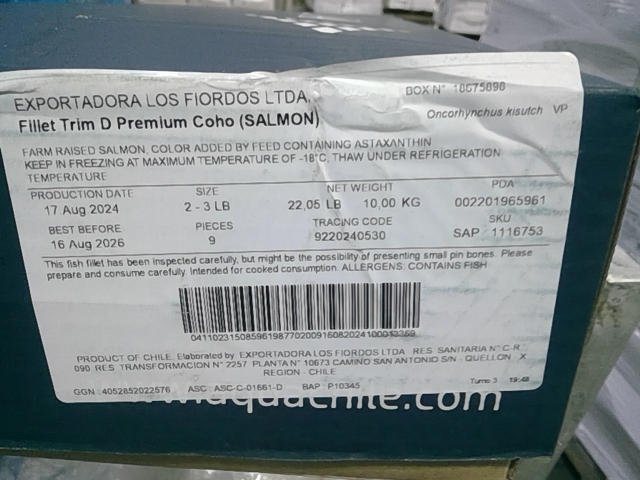 EXPORTADORA LOS FIORDOS LTDA.
BOX N° 18675898
Fillet Trim D Premium Coho (SALMON)
Oncorhynchus kisutch VP
FARM RAISED SALMON, COLOR ADDED BY FEED CONTAINING ASTAXANTHIN
KEEP IN FREEZING AT MAXIMUM TEMPERATURE OF -18°C, THAW UNDER REFRIGERATION
TEMPERATURE
PRODUCTION DATE SIZE NET WEIGHT PDA
17 Aug 2024 2 - 3 LB 22,05 LB 10,00 KG 002201965961
BEST BEFORE PIECES TRACING CODE SKU
16 Aug 2026 9 9220240530 SAP 1116753
This fish fillet has been inspected carefully, but might be the possibility of presenting small pin bones. Please
prepare and consume carefully. Intended for cooked consumption. ALLERGENS: CONTAINS FISH
PRODUCT OF CHILE. Elaborated by EXPORTADORA LOS FIORDOS LTDA RES SANITARIA N° C-R
090 RES TRANSFORMACION N° 2257 PLANTA N° 10673 CAMINO SAN ANTONIO S/N - QUELLON X
REGION - CHILE
GGN : 4052852022576 ASC : ASC-C-01661-D BAP : P10345 Turno 3 19:48
www.aquachile.com